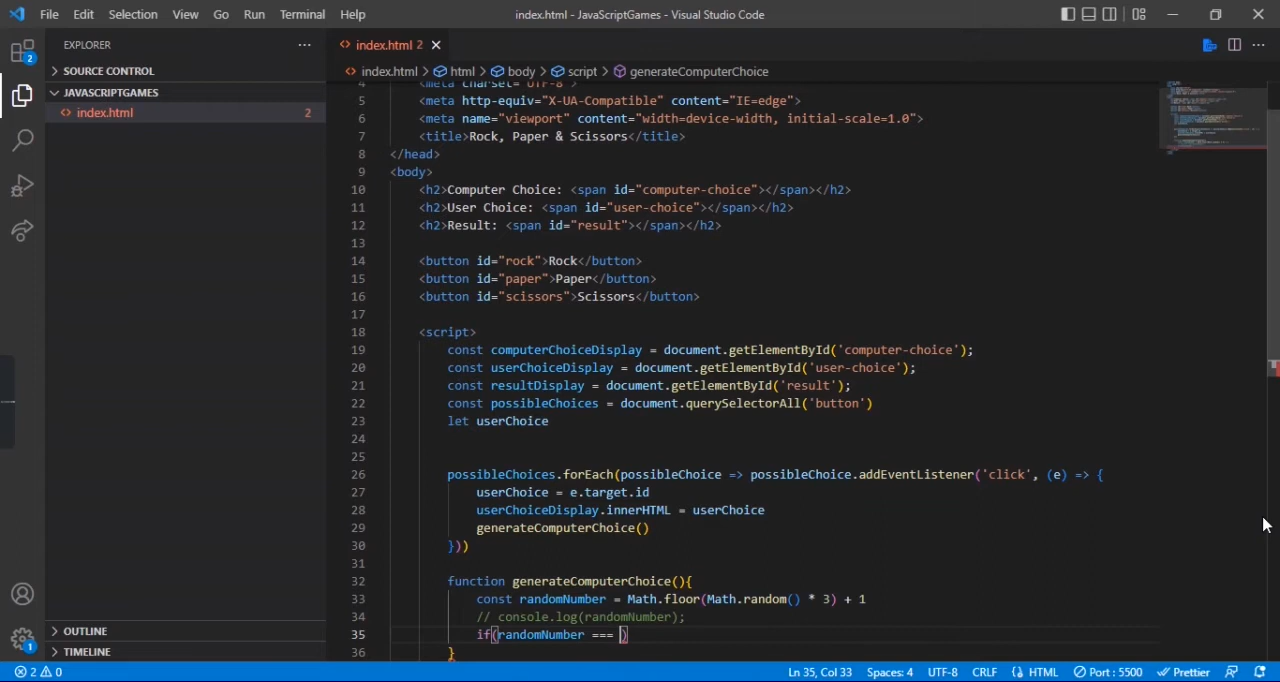 File Edit Selection View Go Run Terminal Help
index.html - JavaScriptGames - Visual Studio Code
EXPLORER
SOURCE CONTROL
JAVASCRIPTGAMES
index.html 2
OUTLINE
TIMELINE
2
1
index.html 2
index.html > html > body > script > generateComputerChoice
4 <meta charset="UTF-8">
5 <meta http-equiv="X-UA-Compatible" content="IE=edge">
6 <meta name="viewport" content="width=device-width, initial-scale=1.0">
7 <title>Rock, Paper & Scissors</title>
8 </head>
9 <body>
10 <h2>Computer Choice: <span id="computer-choice"></span></h2>
11 <h2>User Choice: <span id="user-choice"></span></h2>
12 <h2>Result: <span id="result"></span></h2>
13
14 <button id="rock">Rock</button>
15 <button id="paper">Paper</button>
16 <button id="scissors">Scissors</button>
17
18 <script>
19 const computerChoiceDisplay = document.getElementById('computer-choice');
20 const userChoiceDisplay = document.getElementById('user-choice');
21 const resultDisplay = document.getElementById('result');
22 const possibleChoices = document.querySelectorAll('button')
23 let userChoice
24
25
26 possibleChoices.forEach(possibleChoice => possibleChoice.addEventListener('click', (e) => {
27 userChoice = e.target.id
28 userChoiceDisplay.innerHTML = userChoice
29 generateComputerChoice()
30 }))
31
32 function generateComputerChoice(){
33 const randomNumber = Math.floor(Math.random() * 3) + 1
34 // console.log(randomNumber);
35 if(randomNumber === )
36 }
2 0
Ln 35, Col 33 Spaces: 4 UTF-8 CRLF HTML Port : 5500 Prettier